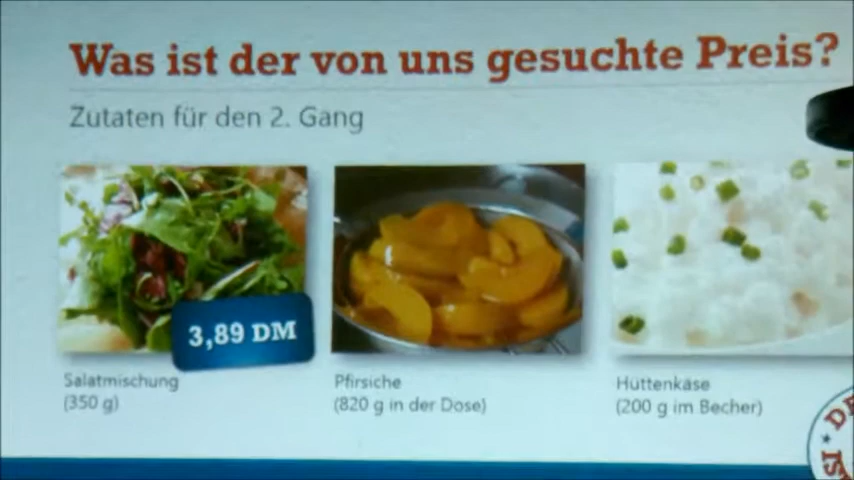 Was ist der von uns gesuchte Preis?
Zutaten für den 2. Gang
3,89 DM
Salatmischung
(350 g)
Pfirsiche
(820 g in der Dose)
Hüttenkäse
(200 g im Becher)